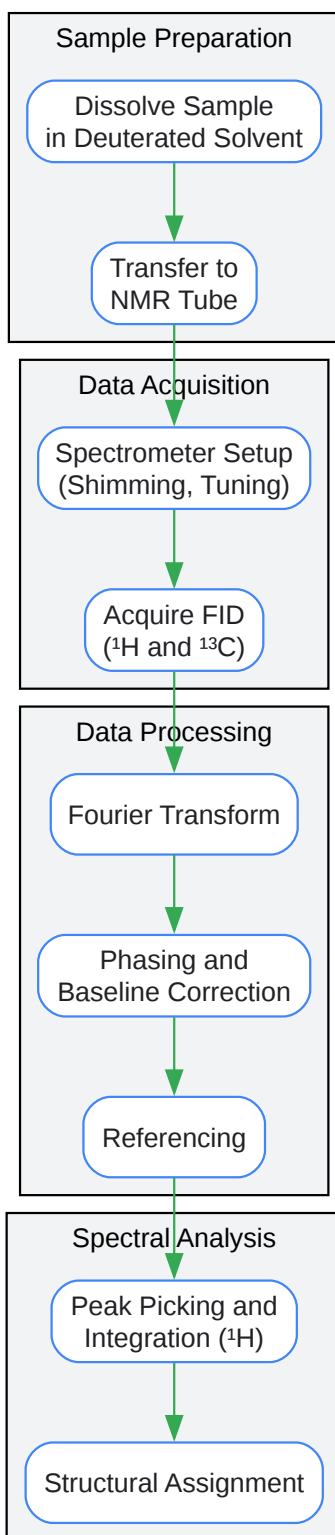 Sample Preparation
Dissolve Sample
in Deuterated Solvent
Transfer to
NMR Tube
Data Acquisition
Spectrometer Setup
(Shimming, Tuning)
Acquire FID
(¹H and ¹³C)
Data Processing
Fourier Transform
Phasing and
Baseline Correction
Referencing
Spectral Analysis
Peak Picking and
Integration (¹H)
Structural Assignment